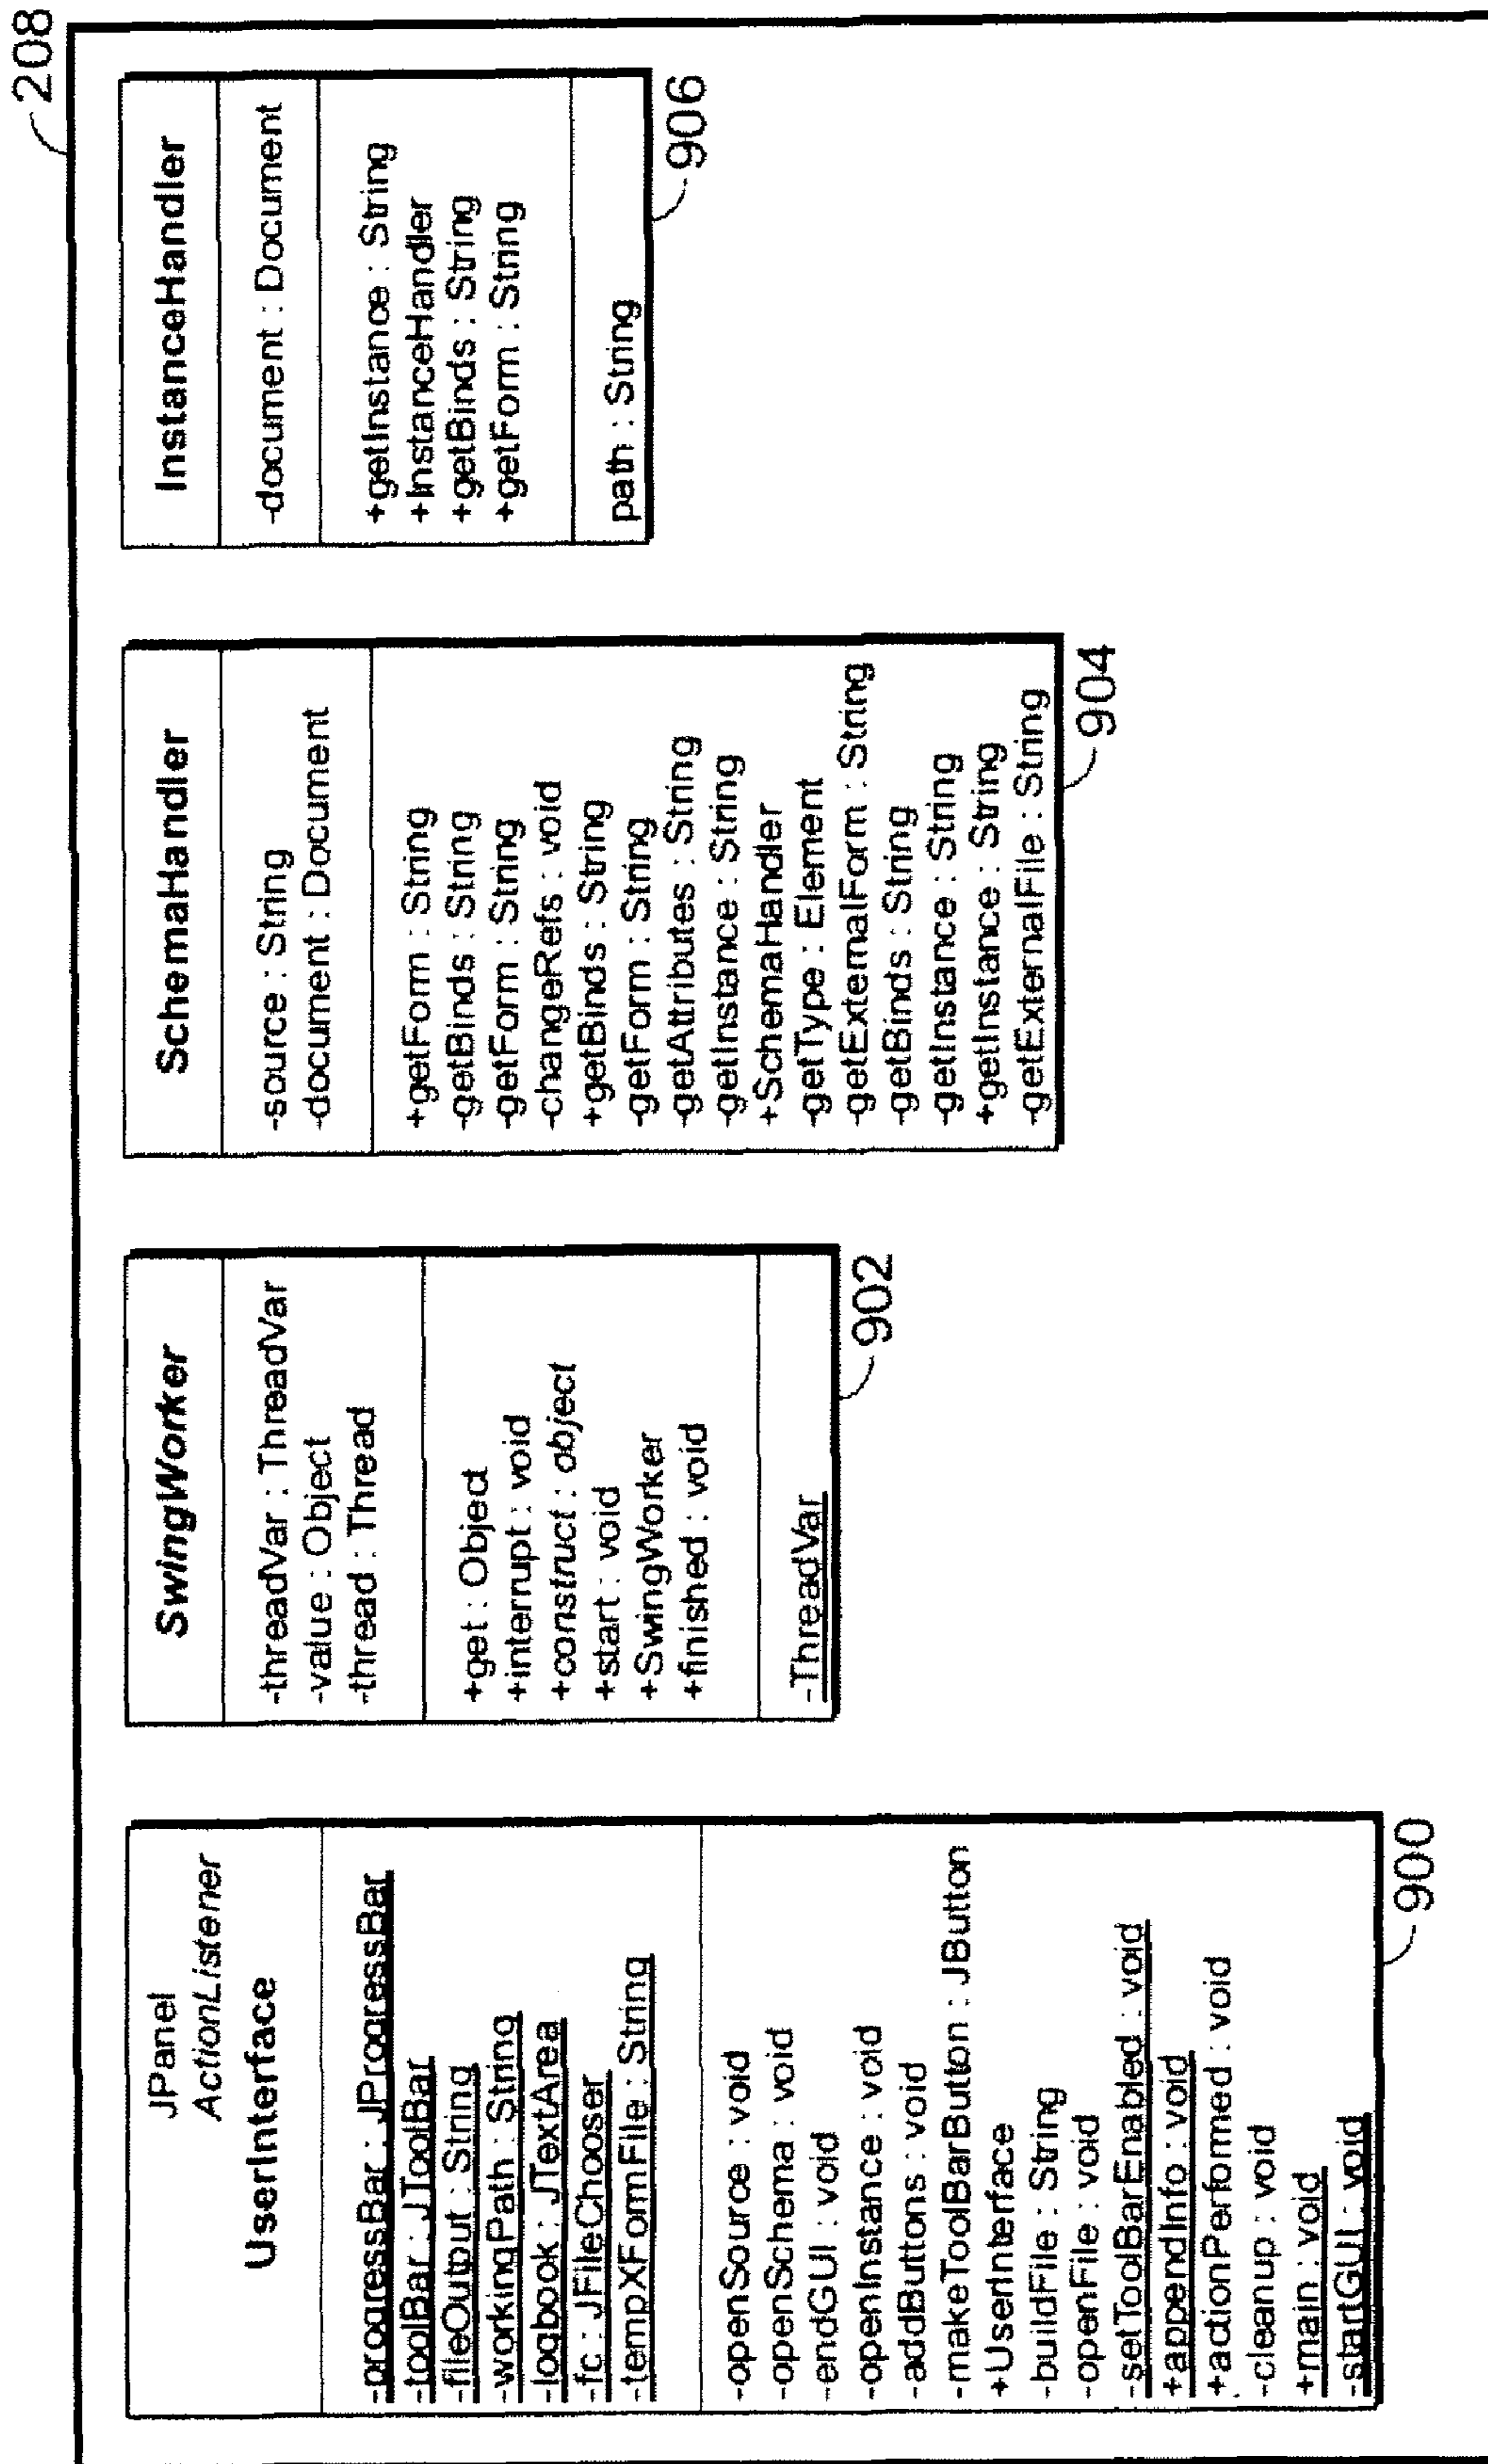 208
JPanel
ActionListener
UserInterface
-progressBar : JProgressBar
-toolBar : JToolBar
-fileOutput : String
-workingPath : String
-logbook : JTextArea
-fc : JFileChooser
-tempXFormFile : String
-openSource : void
-openSchema : void
-endGUI : void
-openInstance : void
-addButtons : void
-makeToolBarButton : JButton
+UserInterface
-buildFile : String
-openFile : void
-setToolBarEnabled : void
+appendInfo : void
+actionPerformed : void
-cleanup : void
+main : void
-startGUI : void
900
SwingWorker
-threadVar : ThreadVar
-value : Object
-thread : Thread
+get : Object
+interrupt : void
+construct : object
+start : void
+SwingWorker
+finished : void
-ThreadVar
902
SchemaHandler
-source : String
-document : Document
+getForm : String
-getBinds : String
-getForm : String
-changeRefs : void
+getBinds : String
-getForm : String
-getAttributes : String
-getInstance : String
+SchemaHandler
-getType : Element
-getExternalForm : String
-getBinds : String
-getInstance : String
+getInstance : String
-getExternalFile : String
904
InstanceHandler
-document : Document
+getInstance : String
+InstanceHandler
+getBinds : String
+getForm : String
path : String
906